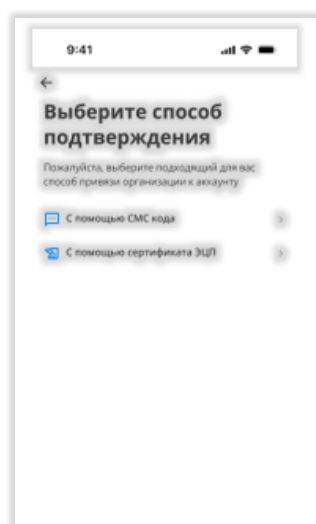 9:41
Выберите способ
подтверждения
Пожалуйста, выберите подходящий для вас
способ привязи организации к аккаунту
С помощью СМС кода
С помощью сертификата ЭЦП